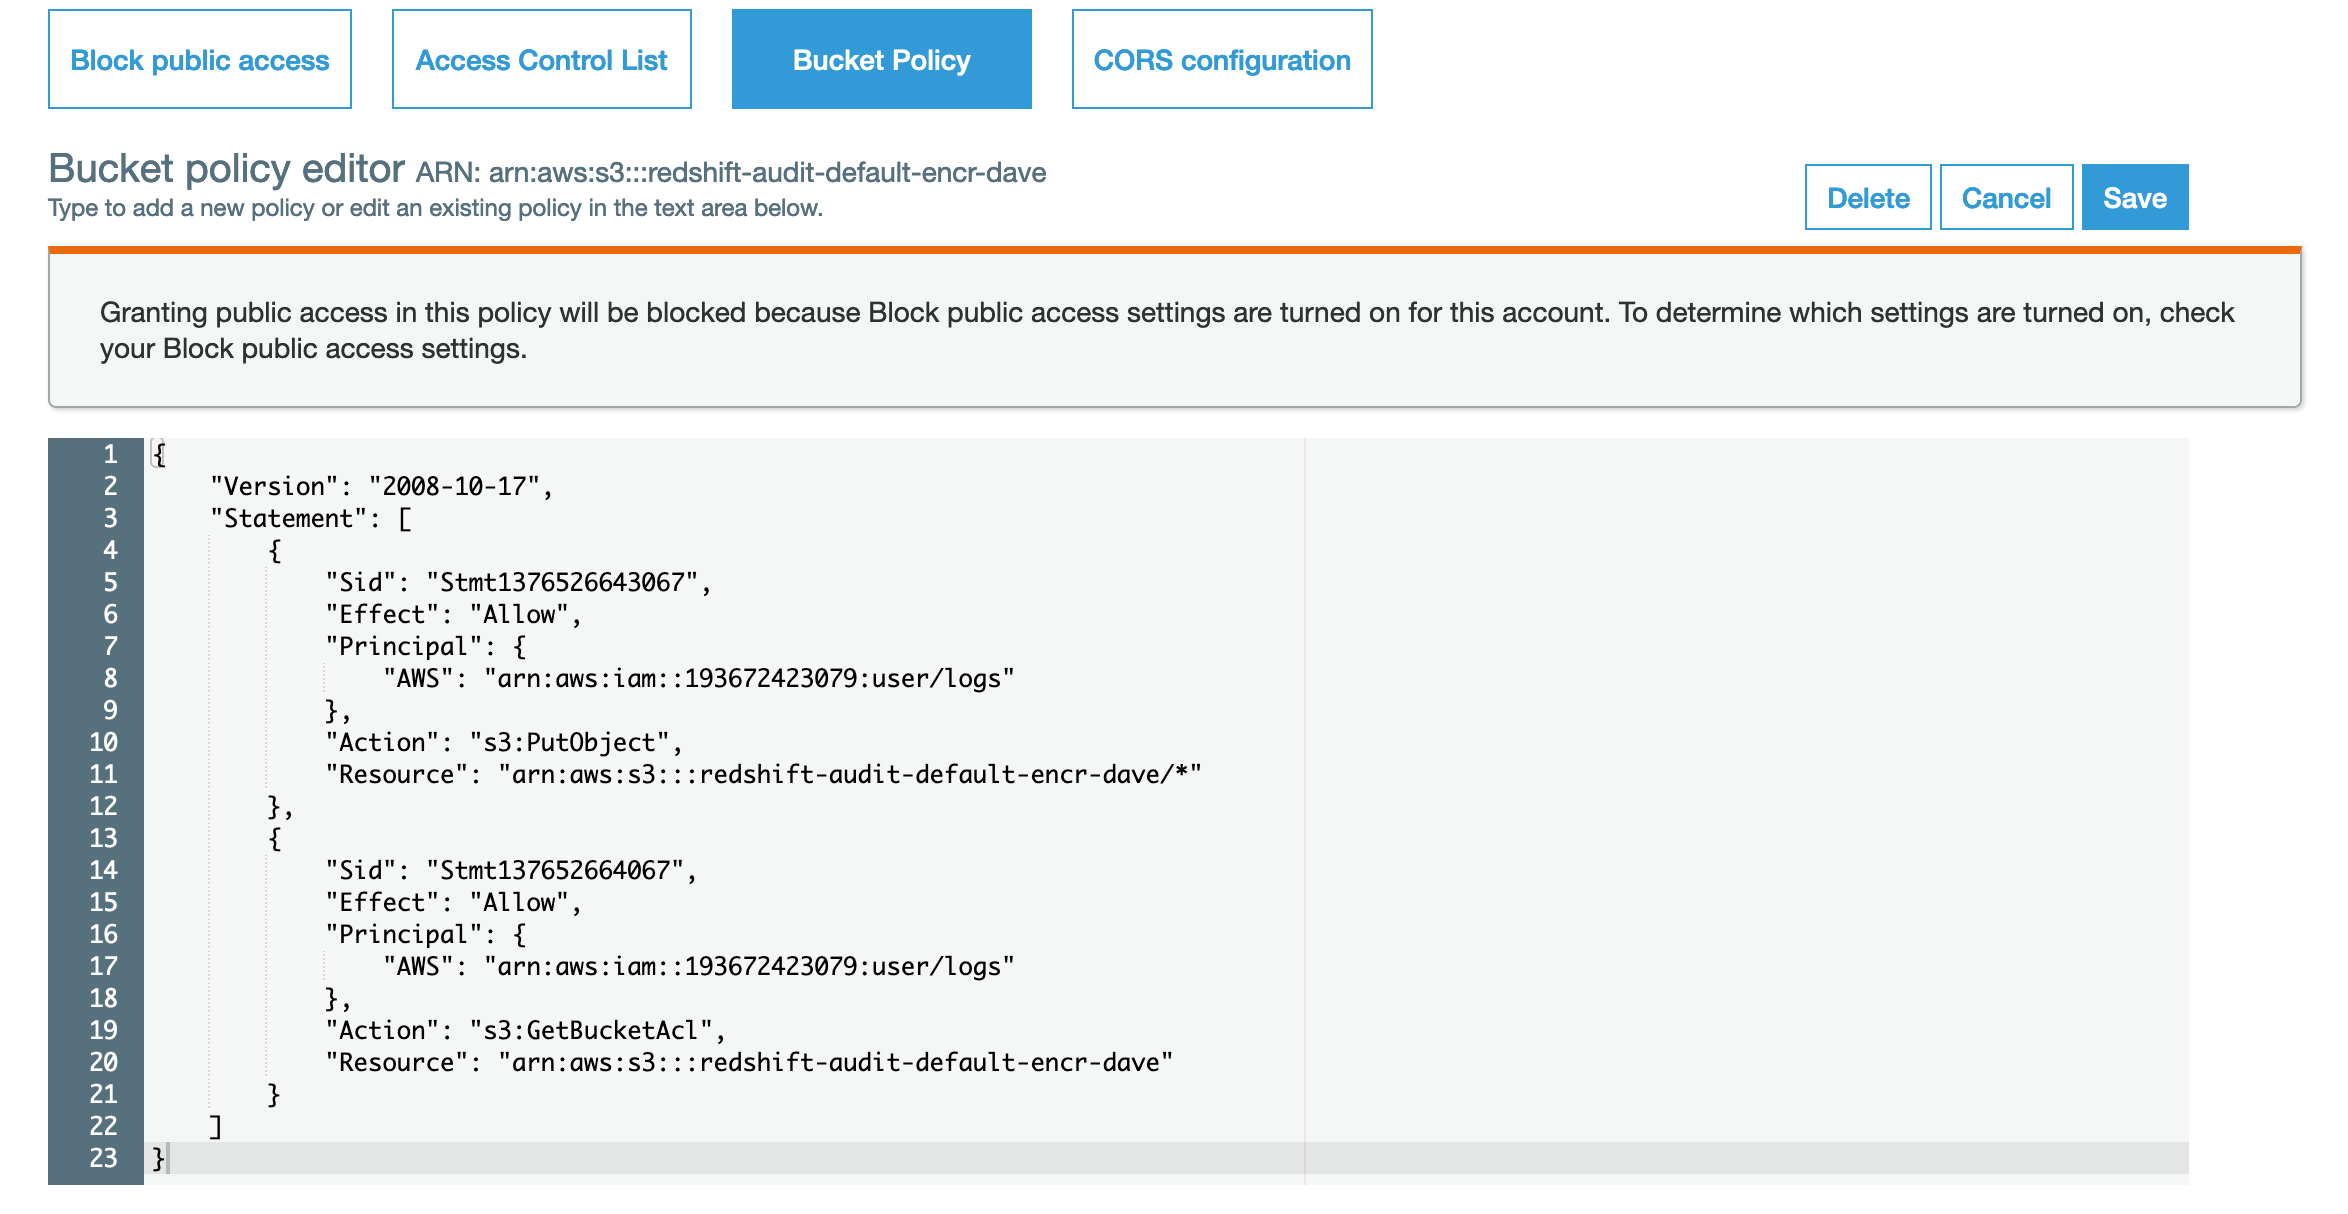 Block public access
Access Control List
Bucket Policy
CORS configuration
Bucket policy editor ARN: arn:aws:s3:::redshift-audit-default-encr-dave
Type to add a new policy or edit an existing policy in the text area below.
Delete
Cancel
Save
Granting public access in this policy will be blocked because Block public access settings are turned on for this account. To determine which settings are turned on, check
your Block public access settings.
1 {
2     "Version": "2008-10-17",
3     "Statement": [
4         {
5             "Sid": "Stmt1376526643067",
6             "Effect": "Allow",
7             "Principal": {
8                 "AWS": "arn:aws:iam::193672423079:user/logs"
9             },
10             "Action": "s3:PutObject",
11             "Resource": "arn:aws:s3:::redshift-audit-default-encr-dave/*"
12         },
13         {
14             "Sid": "Stmt137652664067",
15             "Effect": "Allow",
16             "Principal": {
17                 "AWS": "arn:aws:iam::193672423079:user/logs"
18             },
19             "Action": "s3:GetBucketAcl",
20             "Resource": "arn:aws:s3:::redshift-audit-default-encr-dave"
21         }
22     ]
23 }